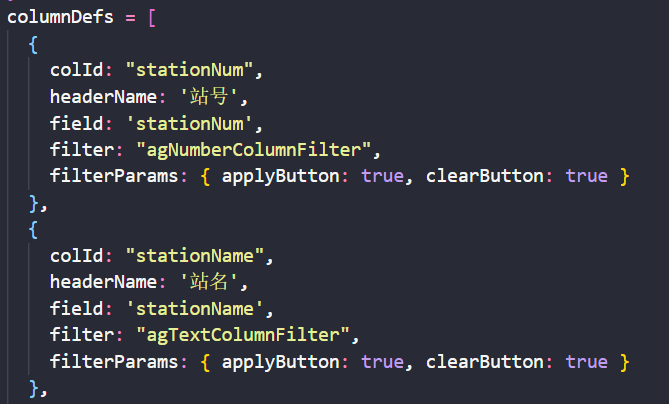 columnDefs = [
{
colId: "stationNum",
headerName: '站号',
field: 'stationNum',
filter: "agNumberColumnFilter",
filterParams: { applyButton: true, clearButton: true }
},
{
colId: "stationName",
headerName: '站名',
field: 'stationName',
filter: "agTextColumnFilter",
filterParams: { applyButton: true, clearButton: true }
},